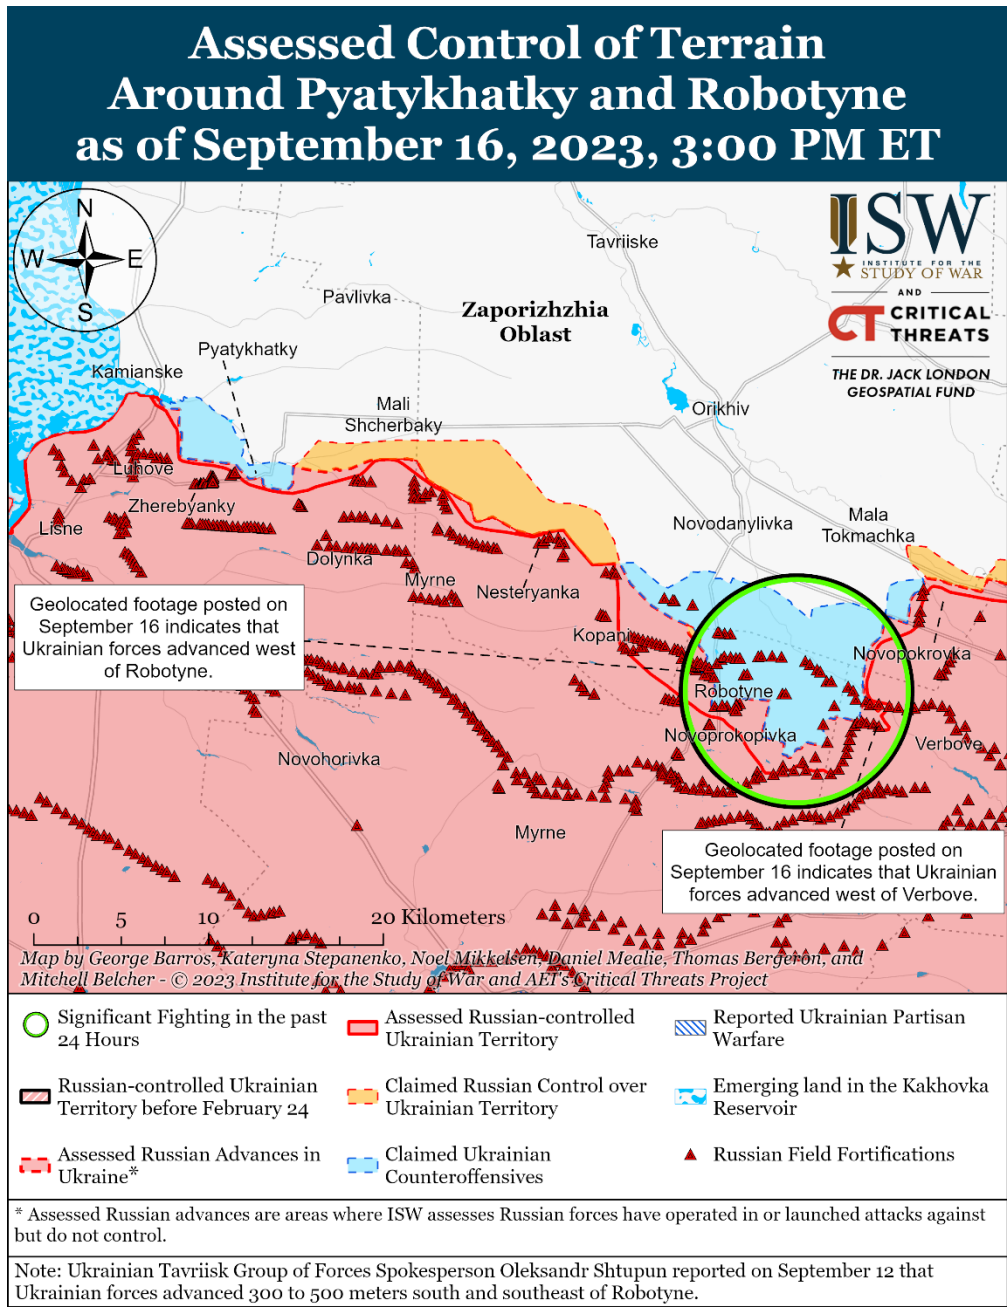 Assessed Control of Terrain
Around Pyatykhatky and Robotyne
as of September 16, 2023, 3:00 PM ET
N
W E
S
ISW
INSTITUTE FOR THE
STUDY OF WAR
AND
CT CRITICAL
THREATS
THE DR. JACK LONDON
GEOSPATIAL FUND
Tavriiske
Pavlivka
Zaporizhzhia
Oblast
Pyatykhatky
Kamianske
Mali
Shcherbaky
Orikhiv
Luhove
Zherebyanky
Lisne
Novodanylivka
Mala
Tokmachka
Dolynka
Myrne
Nesteryanka
Geolocated footage posted on
September 16 indicates that
Ukrainian forces advanced west
of Robotyne.
Kopani
Novopokrovka
Robotyne
Novoprokopivka
Verbove
Novohorivka
Myrne
Geolocated footage posted on
September 16 indicates that Ukrainian
forces advanced west of Verbove.
0 5 10 20 Kilometers
Map by George Barros, Kateryna Stepanenko, Noel Mikkelsen, Daniel Mealie, Thomas Bergeron, and
Mitchell Belcher - © 2023 Institute for the Study of War and AEI's Critical Threats Project
Significant Fighting in the past
24 Hours
Assessed Russian-controlled
Ukrainian Territory
Reported Ukrainian Partisan
Warfare
Russian-controlled Ukrainian
Territory before February 24
Claimed Russian Control over
Ukrainian Territory
Emerging land in the Kakhovka
Reservoir
Assessed Russian Advances in
Ukraine*
Claimed Ukrainian
Counteroffensives
Russian Field Fortifications
* Assessed Russian advances are areas where ISW assesses Russian forces have operated in or launched attacks against
but do not control.
Note: Ukrainian Tavriisk Group of Forces Spokesperson Oleksandr Shtupun reported on September 12 that
Ukrainian forces advanced 300 to 500 meters south and southeast of Robotyne.